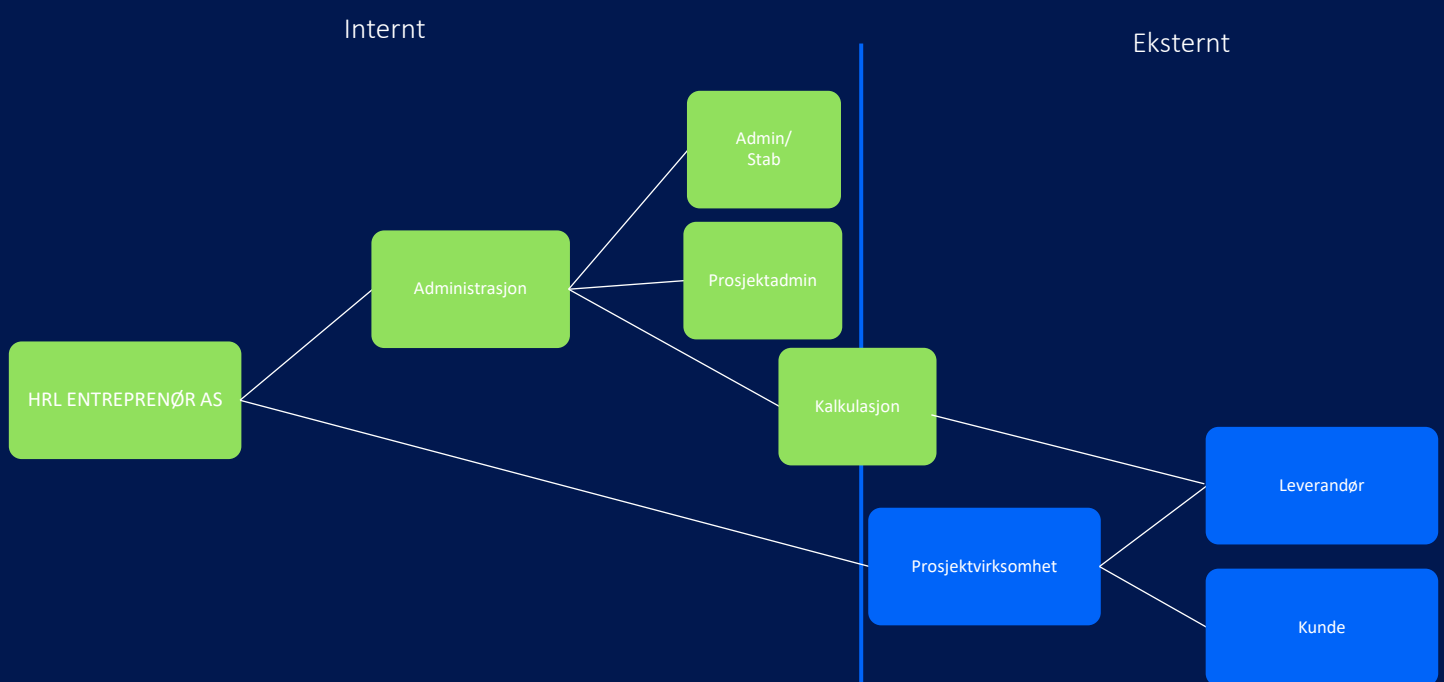 Internt
Eksternt
Admin/
Stab
Prosjektadmin
Administrasjon
HRL ENTREPRENØR AS
Kalkulasjon
Leverandør
Prosjektvirksomhet
Kunde